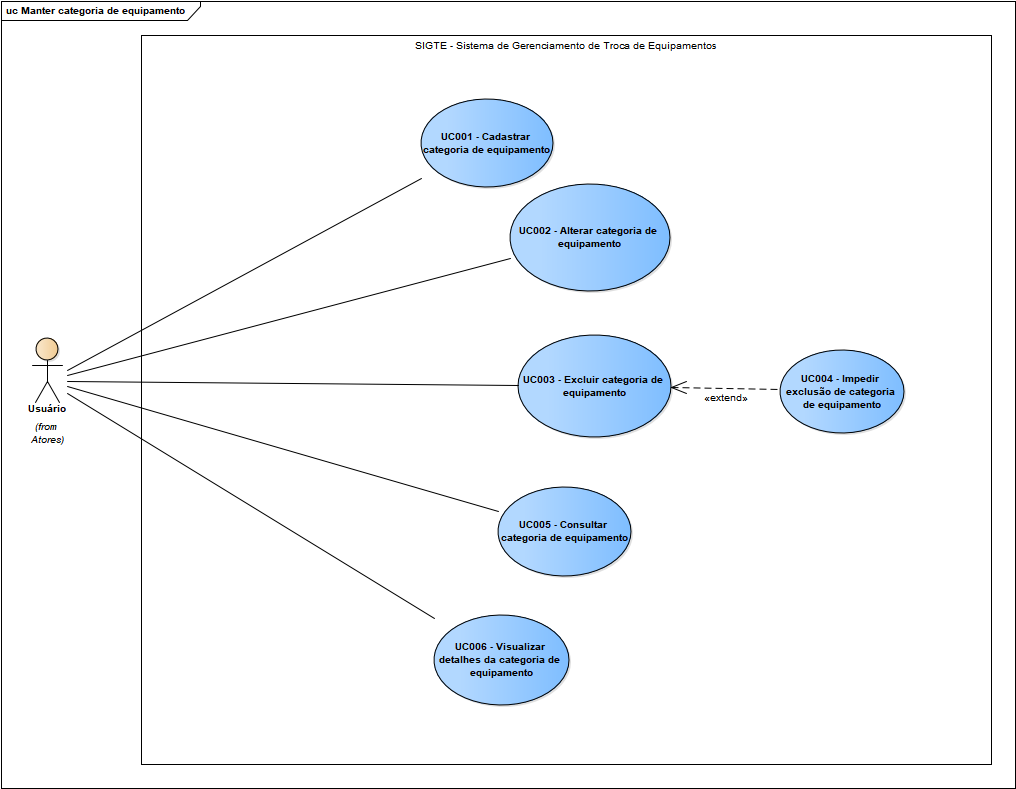 uc Manter categoria de equipamento
SIGTE - Sistema de Gerenciamento de Troca de Equipamentos
UC001 - Cadastrar
categoria de equipamento
UC002 - Alterar categoria de
equipamento
Usuário
(from
Atores)
UC003 - Excluir categoria de
equipamento
«extend»
UC004 - Impedir
exclusão de categoria
de equipamento
UC005 - Consultar
categoria de equipamento
UC006 - Visualizar
detalhes da categoria de
equipamento